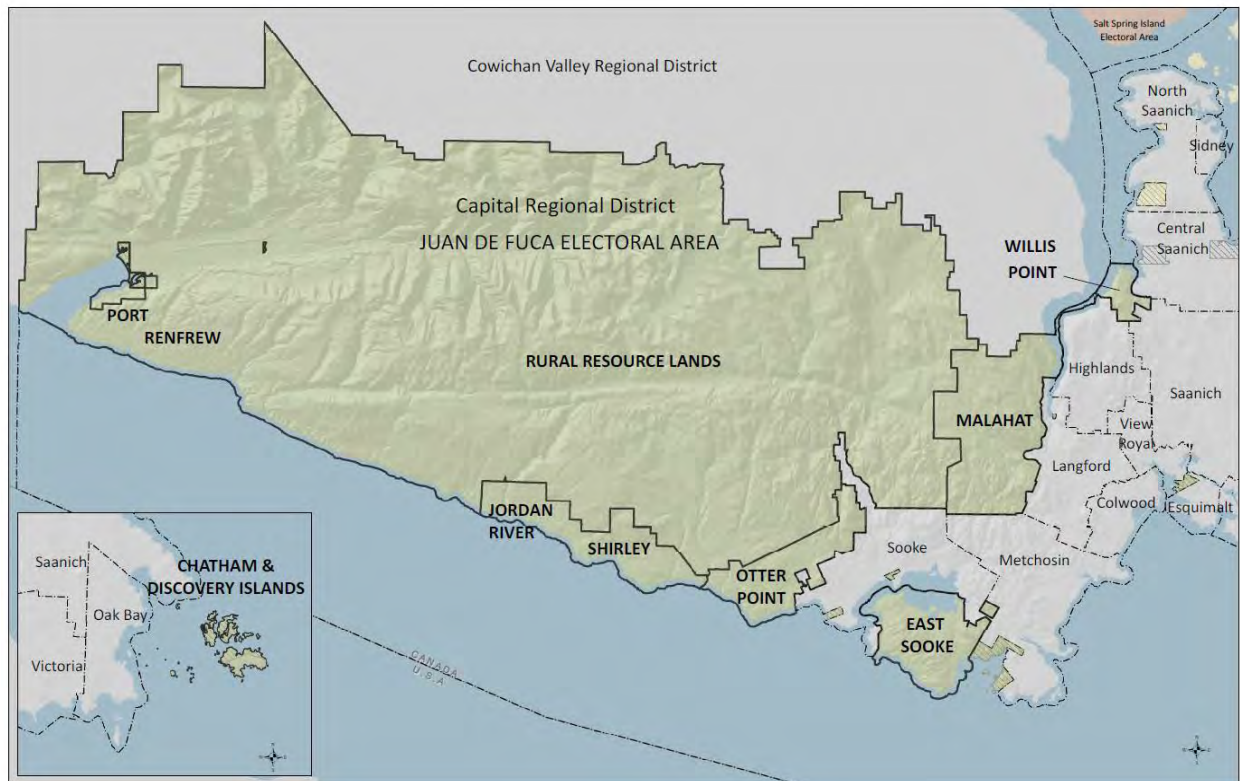 Salt Spring Island
Electoral Area
Cowichan Valley Regional District
North
Saanich
Sidney
Capital Regional District
JUAN DE FUCA ELECTORAL AREA
Central
Saanich
WILLIS
POINT
PORT
RENFREW
RURAL RESOURCE LANDS
Highlands
Saanich
MALAHAT
View
Royal
Langford
Colwood
Esquimalt
JORDAN
RIVER
SHIRLEY
Sooke
Metchosin
OTTER
POINT
EAST
SOOKE
Saanich
CHATHAM &
DISCOVERY ISLANDS
Oak Bay
Victoria
CANADA
U.S.A